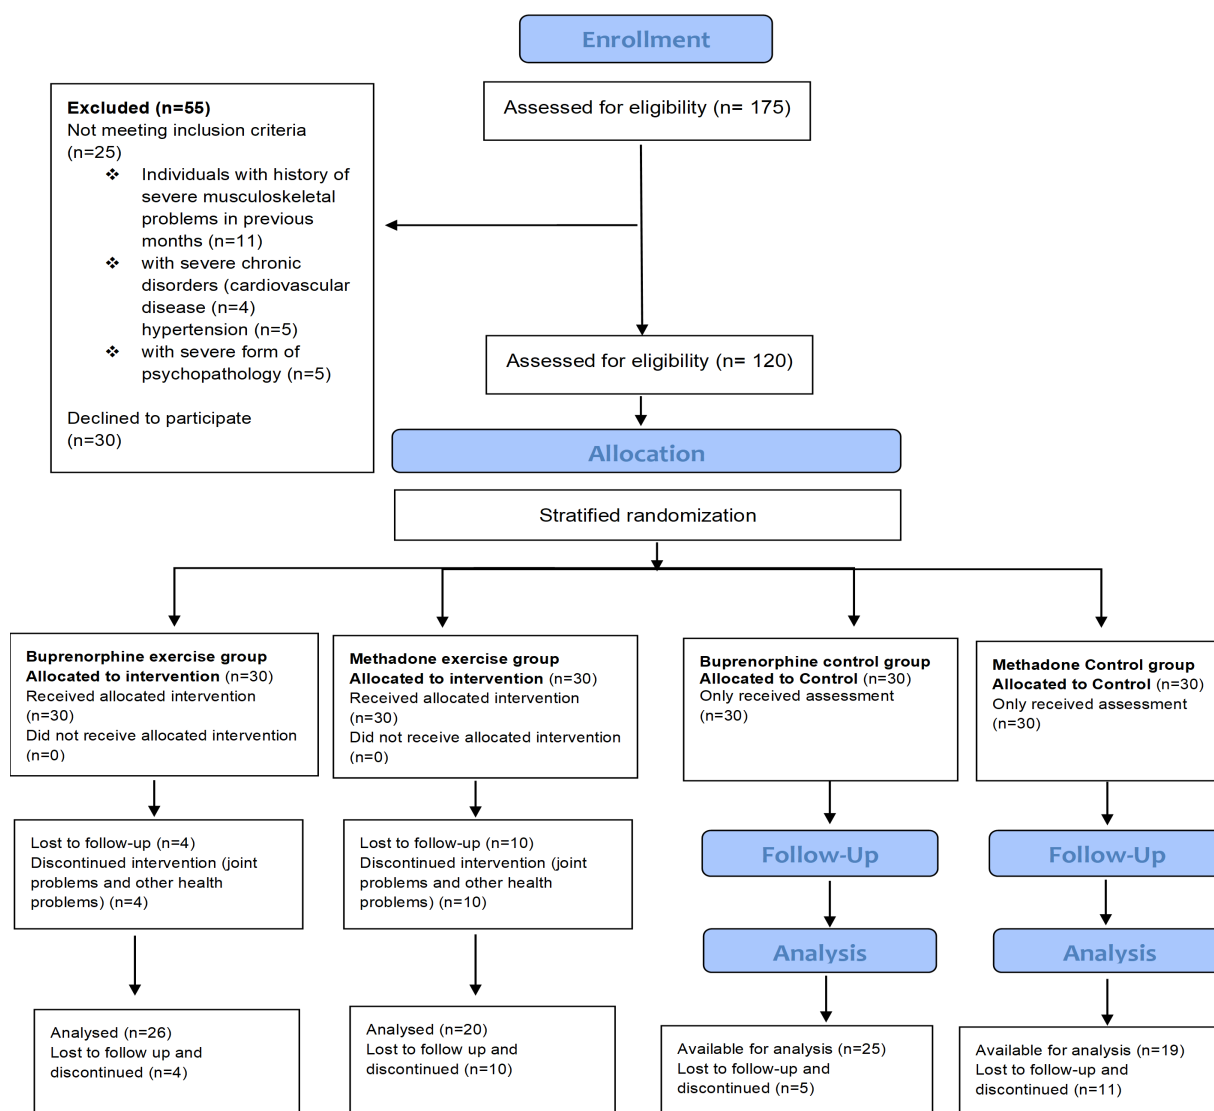 Enrollment
Assessed for eligibility (n= 175)
Excluded (n=55)
Not meeting inclusion criteria
(n=25)
❖ Individuals with history of
severe musculoskeletal
problems in previous
months (n=11)
❖ with severe chronic
disorders (cardiovascular
disease (n=4)
hypertension (n=5)
❖ with severe form of
psychopathology (n=5)
Declined to participate
(n=30)
Assessed for eligibility (n= 120)
Allocation
Stratified randomization
Buprenorphine exercise group
Allocated to intervention (n=30)
Received allocated intervention
(n=30)
Did not receive allocated intervention
(n=0)
Methadone exercise group
Allocated to intervention (n=30)
Received allocated intervention
(n=30)
Did not receive allocated intervention
(n=0)
Buprenorphine control group
Allocated to Control (n=30)
Only received assessment
(n=30)
Methadone Control group
Allocated to Control (n=30)
Only received assessment
(n=30)
Lost to follow-up (n=4)
Discontinued intervention (joint
problems and other health
problems) (n=4)
Lost to follow-up (n=10)
Discontinued intervention (joint
problems and other health
problems) (n=10)
Follow-Up
Follow-Up
Analysis
Analysis
Analysed (n=26)
Lost to follow up and
discontinued (n=4)
Analysed (n=20)
Lost to follow up and
discontinued (n=10)
Available for analysis (n=25)
Lost to follow-up and
discontinued (n=5)
Available for analysis (n=19)
Lost to follow-up and
discontinued (n=11)